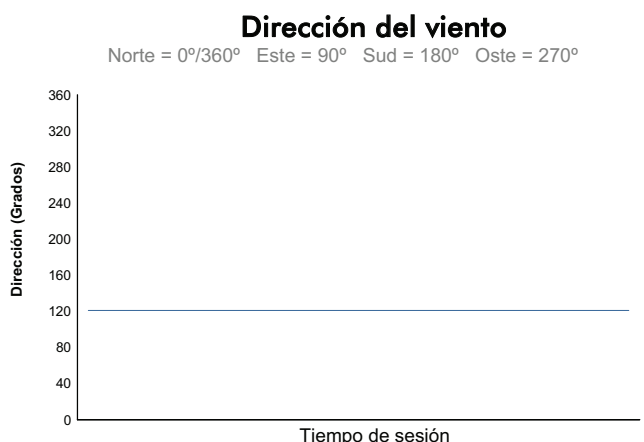 Dirección del viento
Norte = 0º/360º Este = 90º Sud = 180º Oste = 270º
Dirección (Grados)
360
320
280
240
200
160
120
80
40
0
Tiempo de sesión